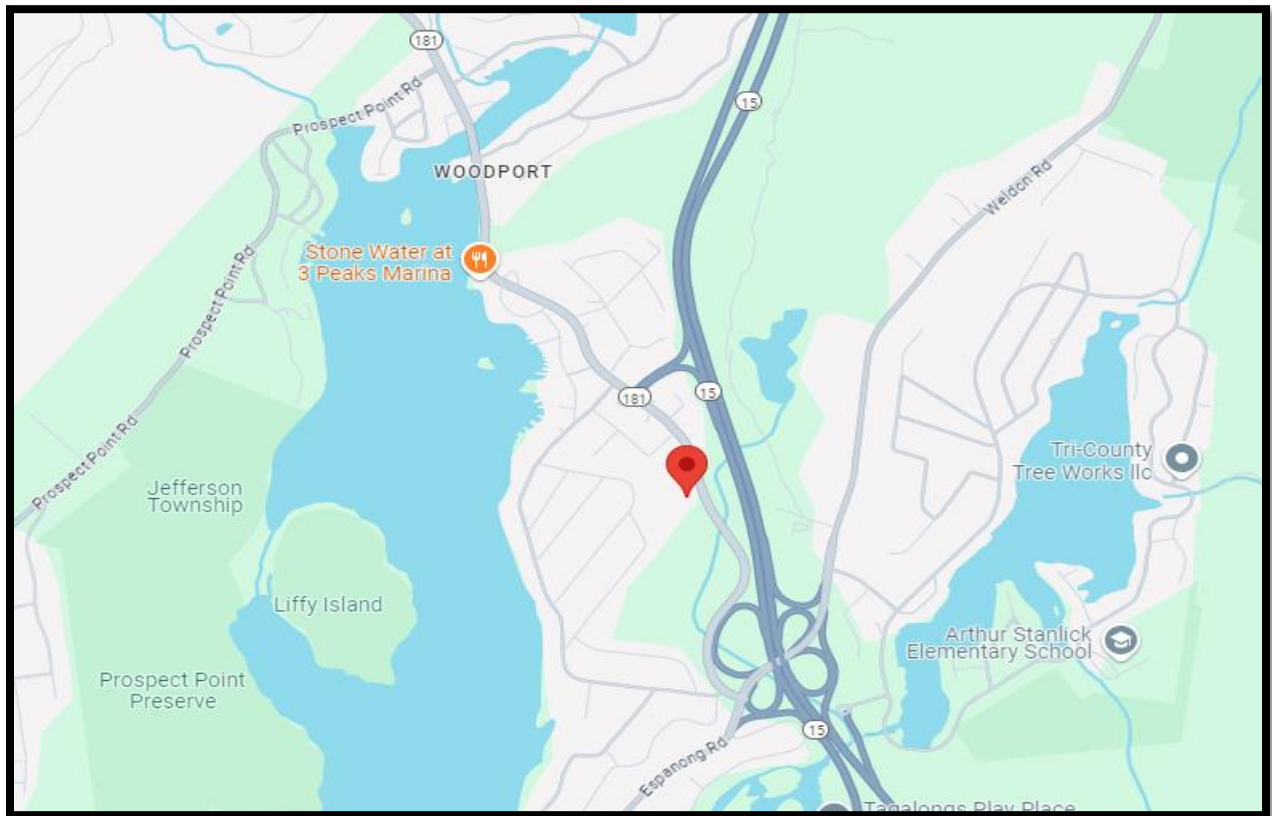 181
Prospect Point Rd
15
WOODPORT
Weldon Rd
Stone Water at
3 Peaks Marina
Prospect Point Rd
181
15
Prospect Point Rd
Tri-County
Tree Works llc
Jefferson
Township
Liffy Island
Arthur Stanlick
Elementary School
Prospect Point
Preserve
15
Espanong Rd
Tagalongs Play Place